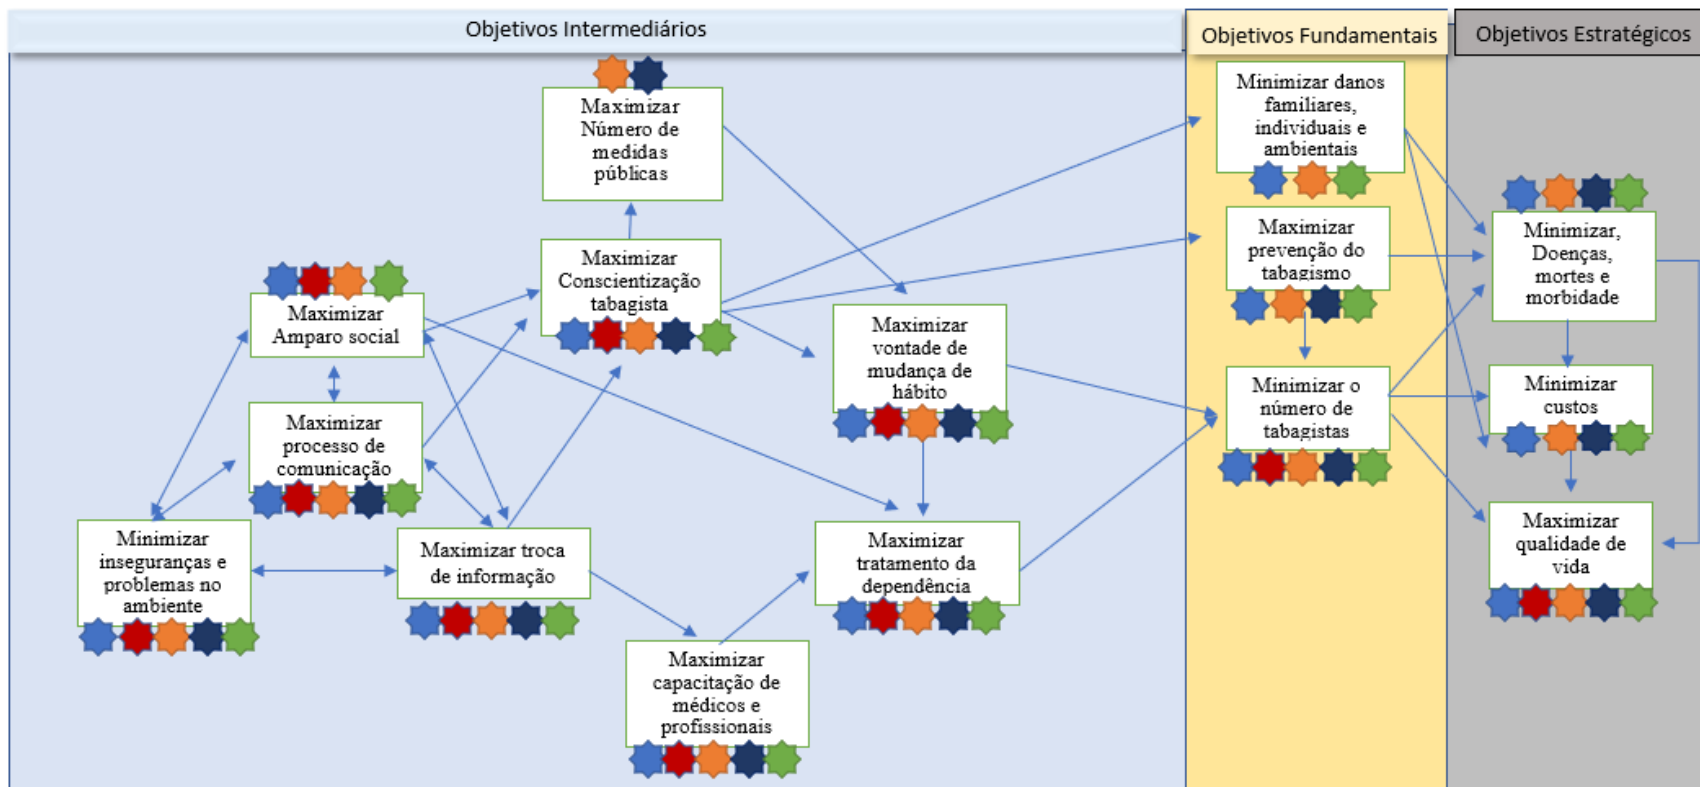 Objetivos Intermediários
Objetivos Fundamentais
Objetivos Estratégicos
Maximizar
Número de
medidas
públicas
Maximizar
Conscientização
tabagista
Maximizar
Amparo social
Maximizar
processo de
comunicação
Minimizar
inseguranças e
problemas no
ambiente
Maximizar troca
de informação
Maximizar
capacitação de
médicos e
profissionais
Maximizar
vontade de
mudança de
hábito
Maximizar
tratamento da
dependência
Minimizar danos
familiares,
individuais e
ambientais
Maximizar
prevenção do
tabagismo
Minimizar o
número de
tabagistas
Minimizar,
Doenças,
mortes e
morbidade
Minimizar
custos
Maximizar
qualidade de
vida